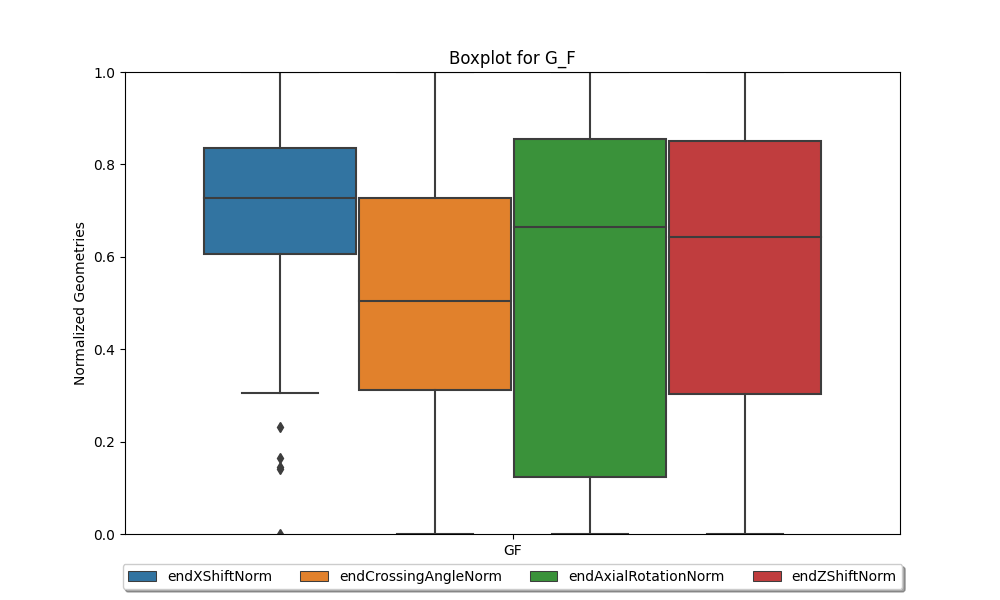 Boxplot for G_F
1.0
0.8
0.6
0.4
0.2
0.0
Normalized Geometries
GF
endXShiftNorm endCrossingAngleNorm endAxialRotationNorm endZShiftNorm